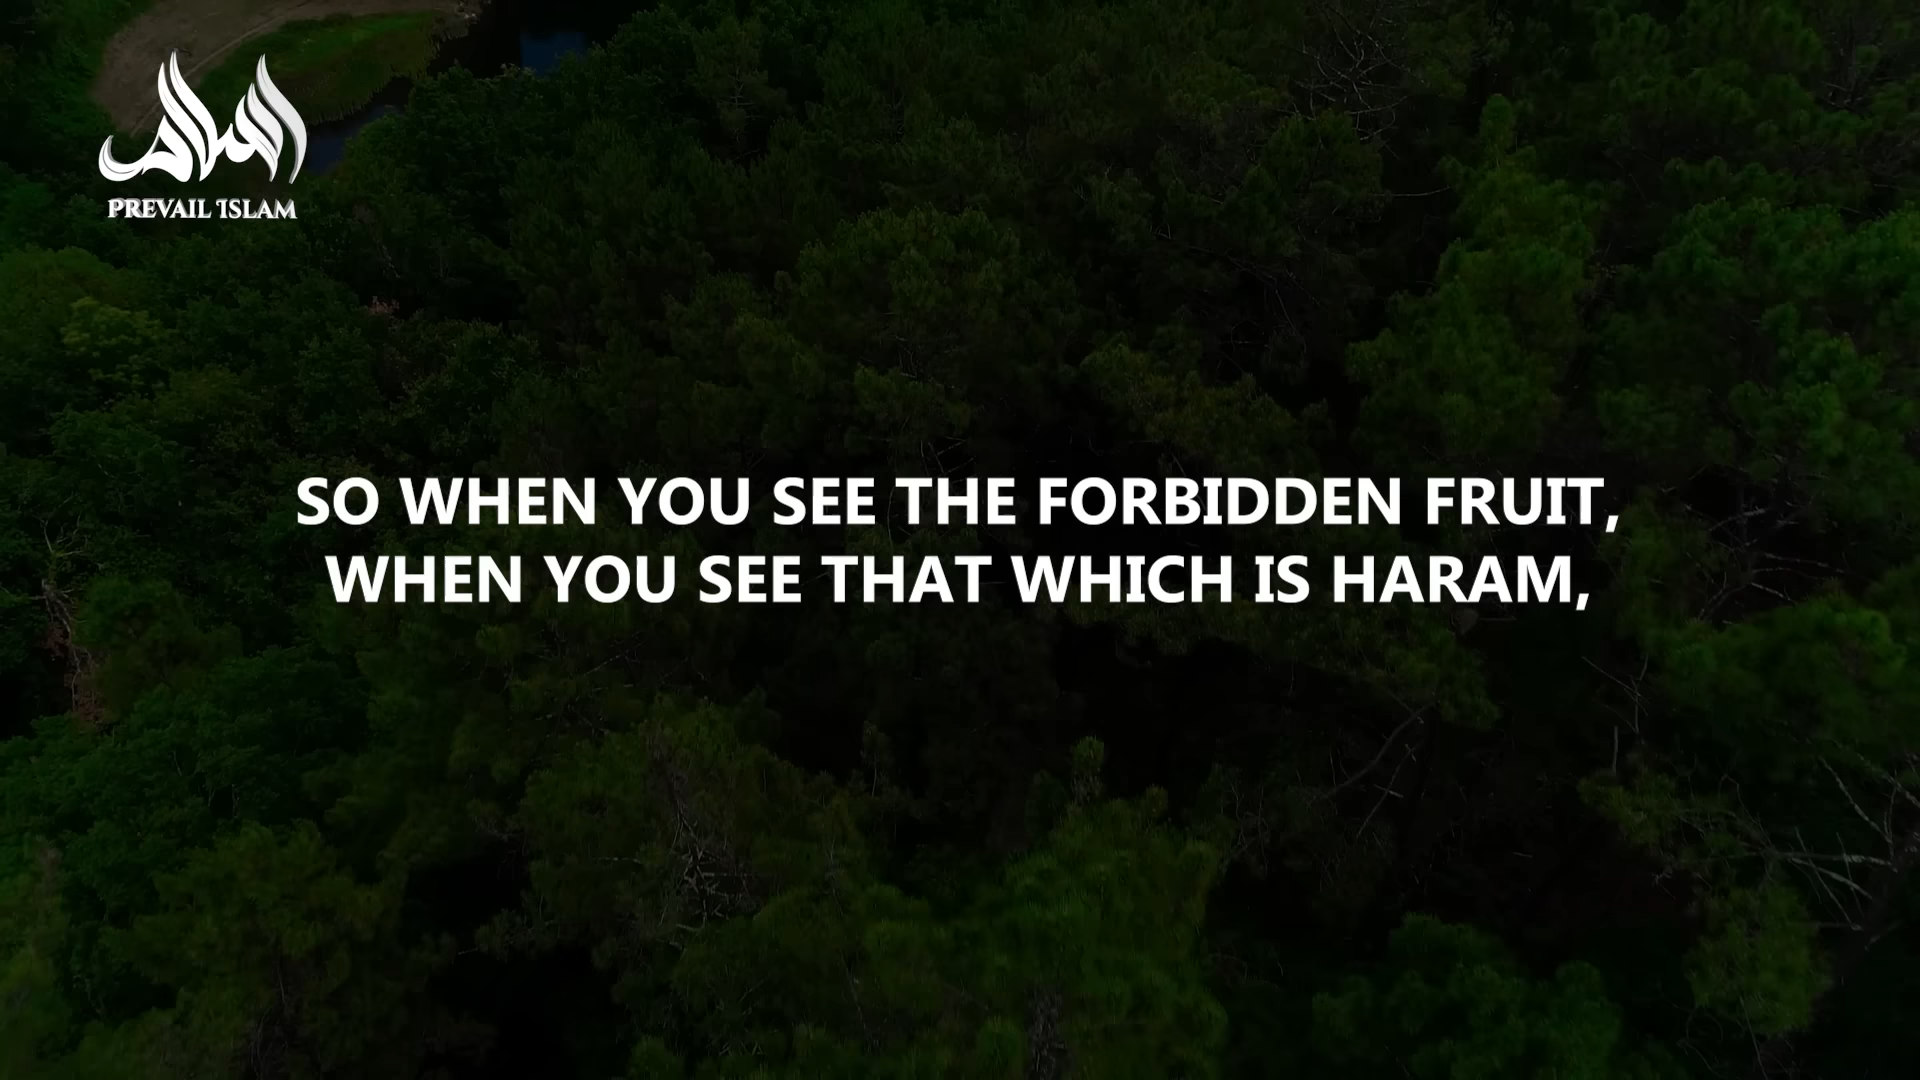 PREVAIL ISLAM
SO WHEN YOU SEE THE FORBIDDEN FRUIT,
WHEN YOU SEE THAT WHICH IS HARAM,